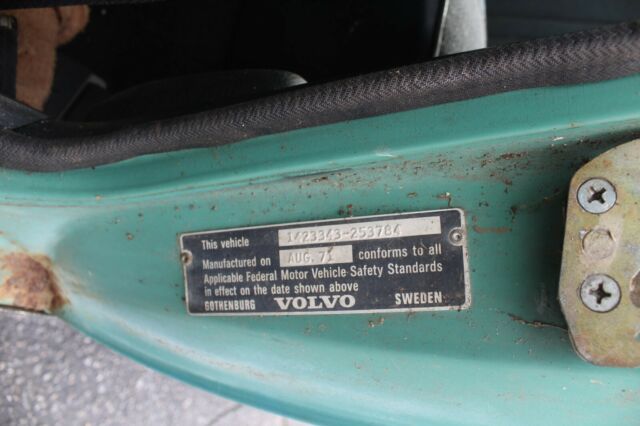 This vehicle 1423343-253784
Manufactured on AUG. 71 conforms to all
Applicable Federal Motor Vehicle Safety Standards
in effect on the date shown above
GOTHENBURG VOLVO SWEDEN